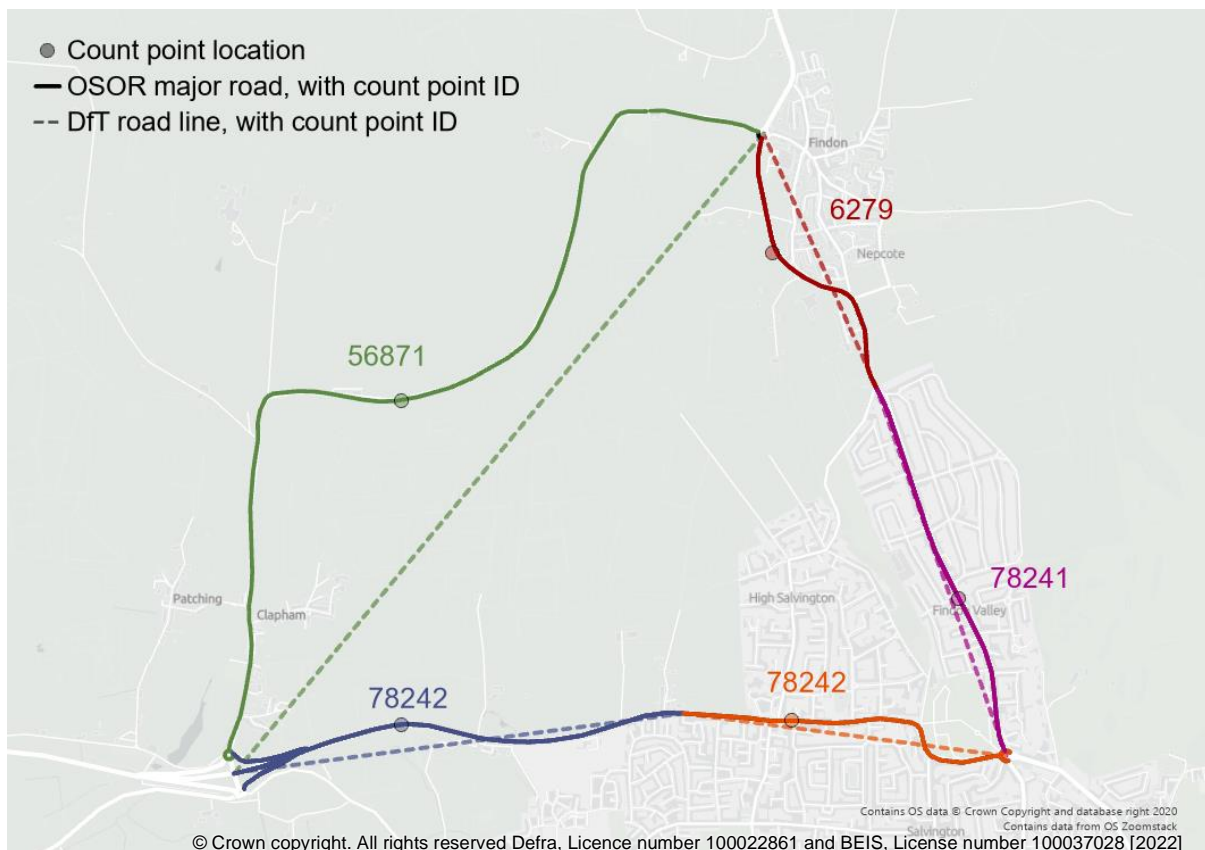 Count point location
OSOR major road, with count point ID
DfT road line, with count point ID
Findon
6279
Nepcote
56871
78241
High Salvington
Findon Valley
Patching
Clapham
78242
78242
Contains OS data © Crown Copyright and database right 2020
Contains data from OS Zoomstack
Salvington
© Crown copyright. All rights reserved Defra, Licence number 100022861 and BEIS, License number 100037028 [2022]